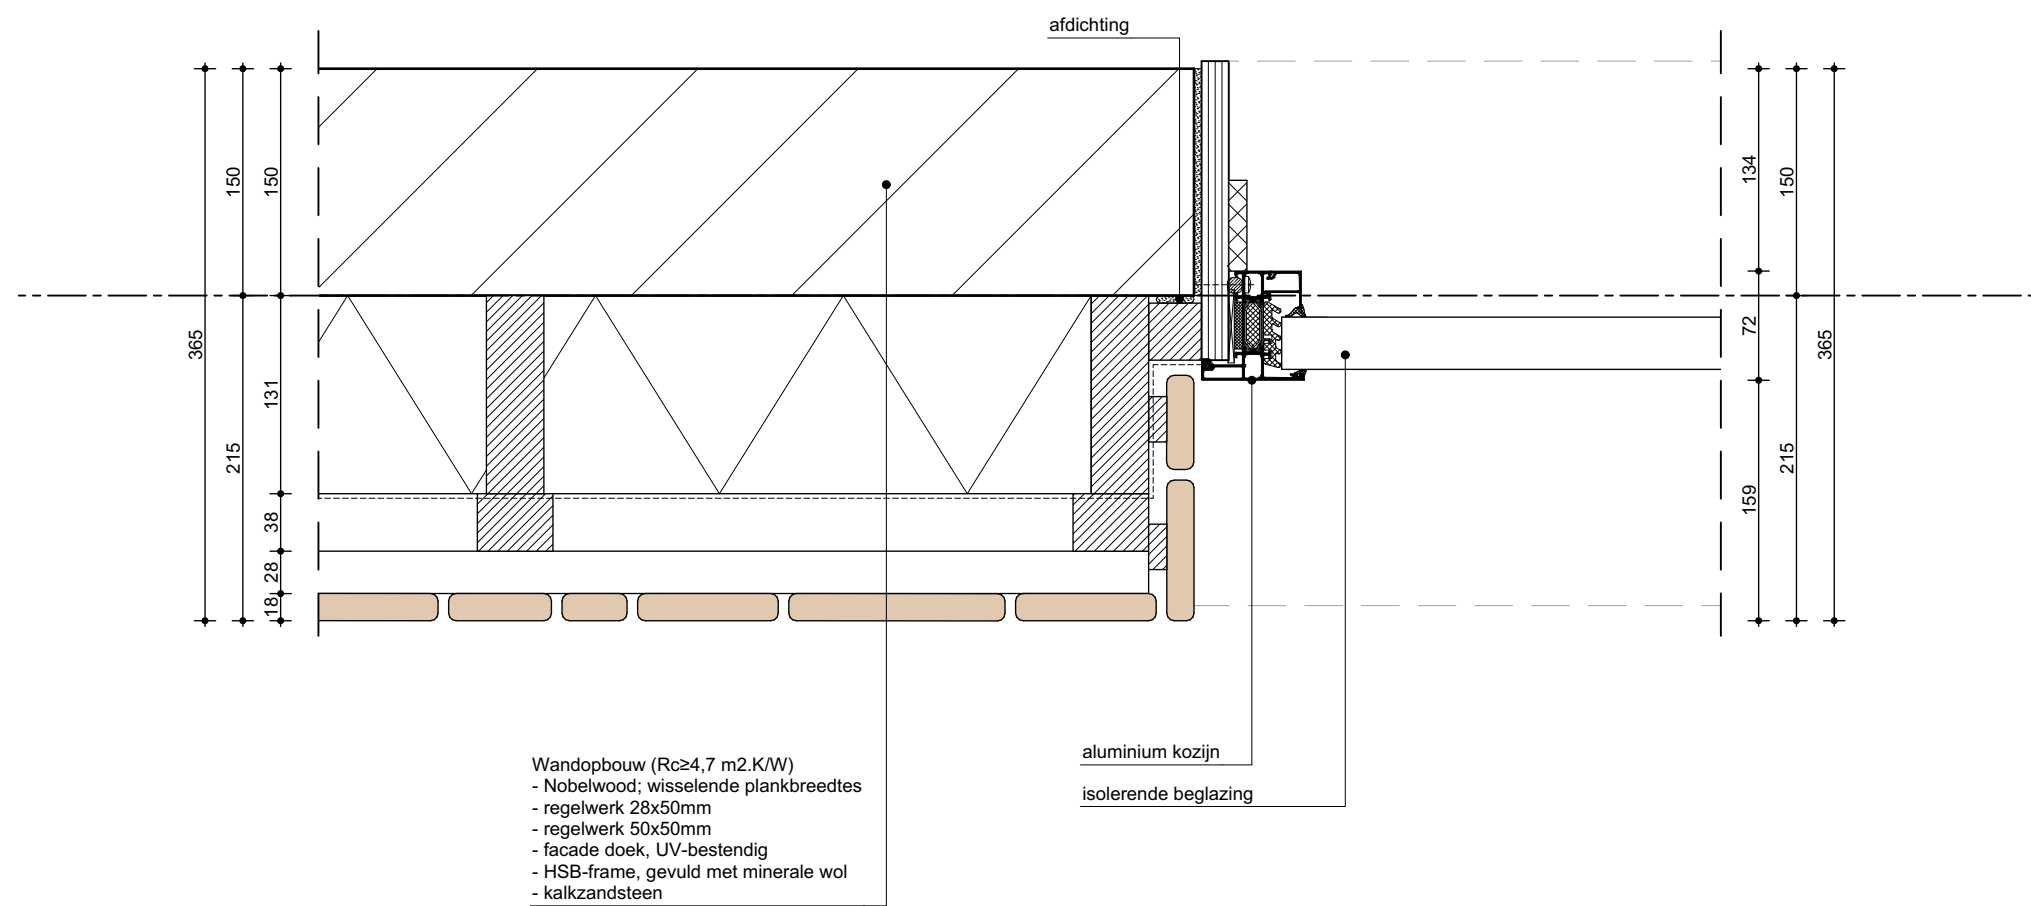 afdichting
365
150
215
150
131
38
28
18
134
72
159
150
215
365
Wandopbouw (Rc≥4,7 m2.K/W)
- Nobelwood; wisselende plankbreedtes
- regelwerk 28x50mm
- regelwerk 50x50mm
- facade doek, UV-bestendig
- HSB-frame, gevuld met minerale wol
- kalkzandsteen
aluminium kozijn
isolerende beglazing